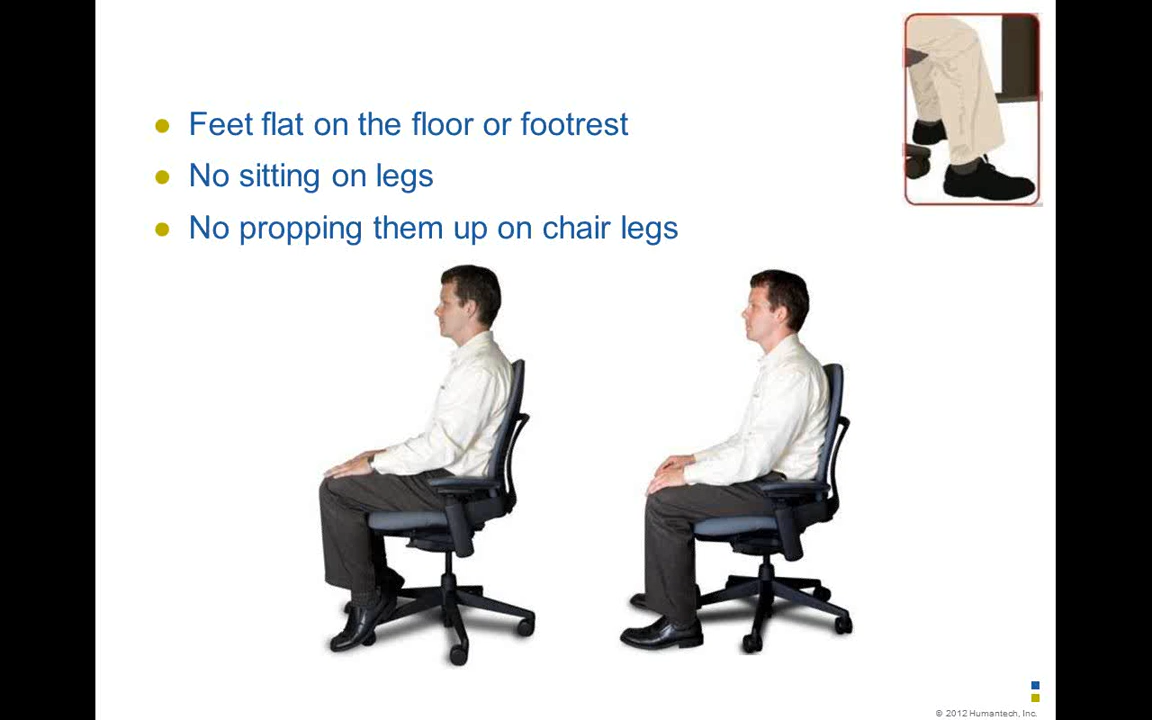 Feet flat on the floor or footrest
No sitting on legs
No propping them up on chair legs
© 2012 Humantech, Inc.